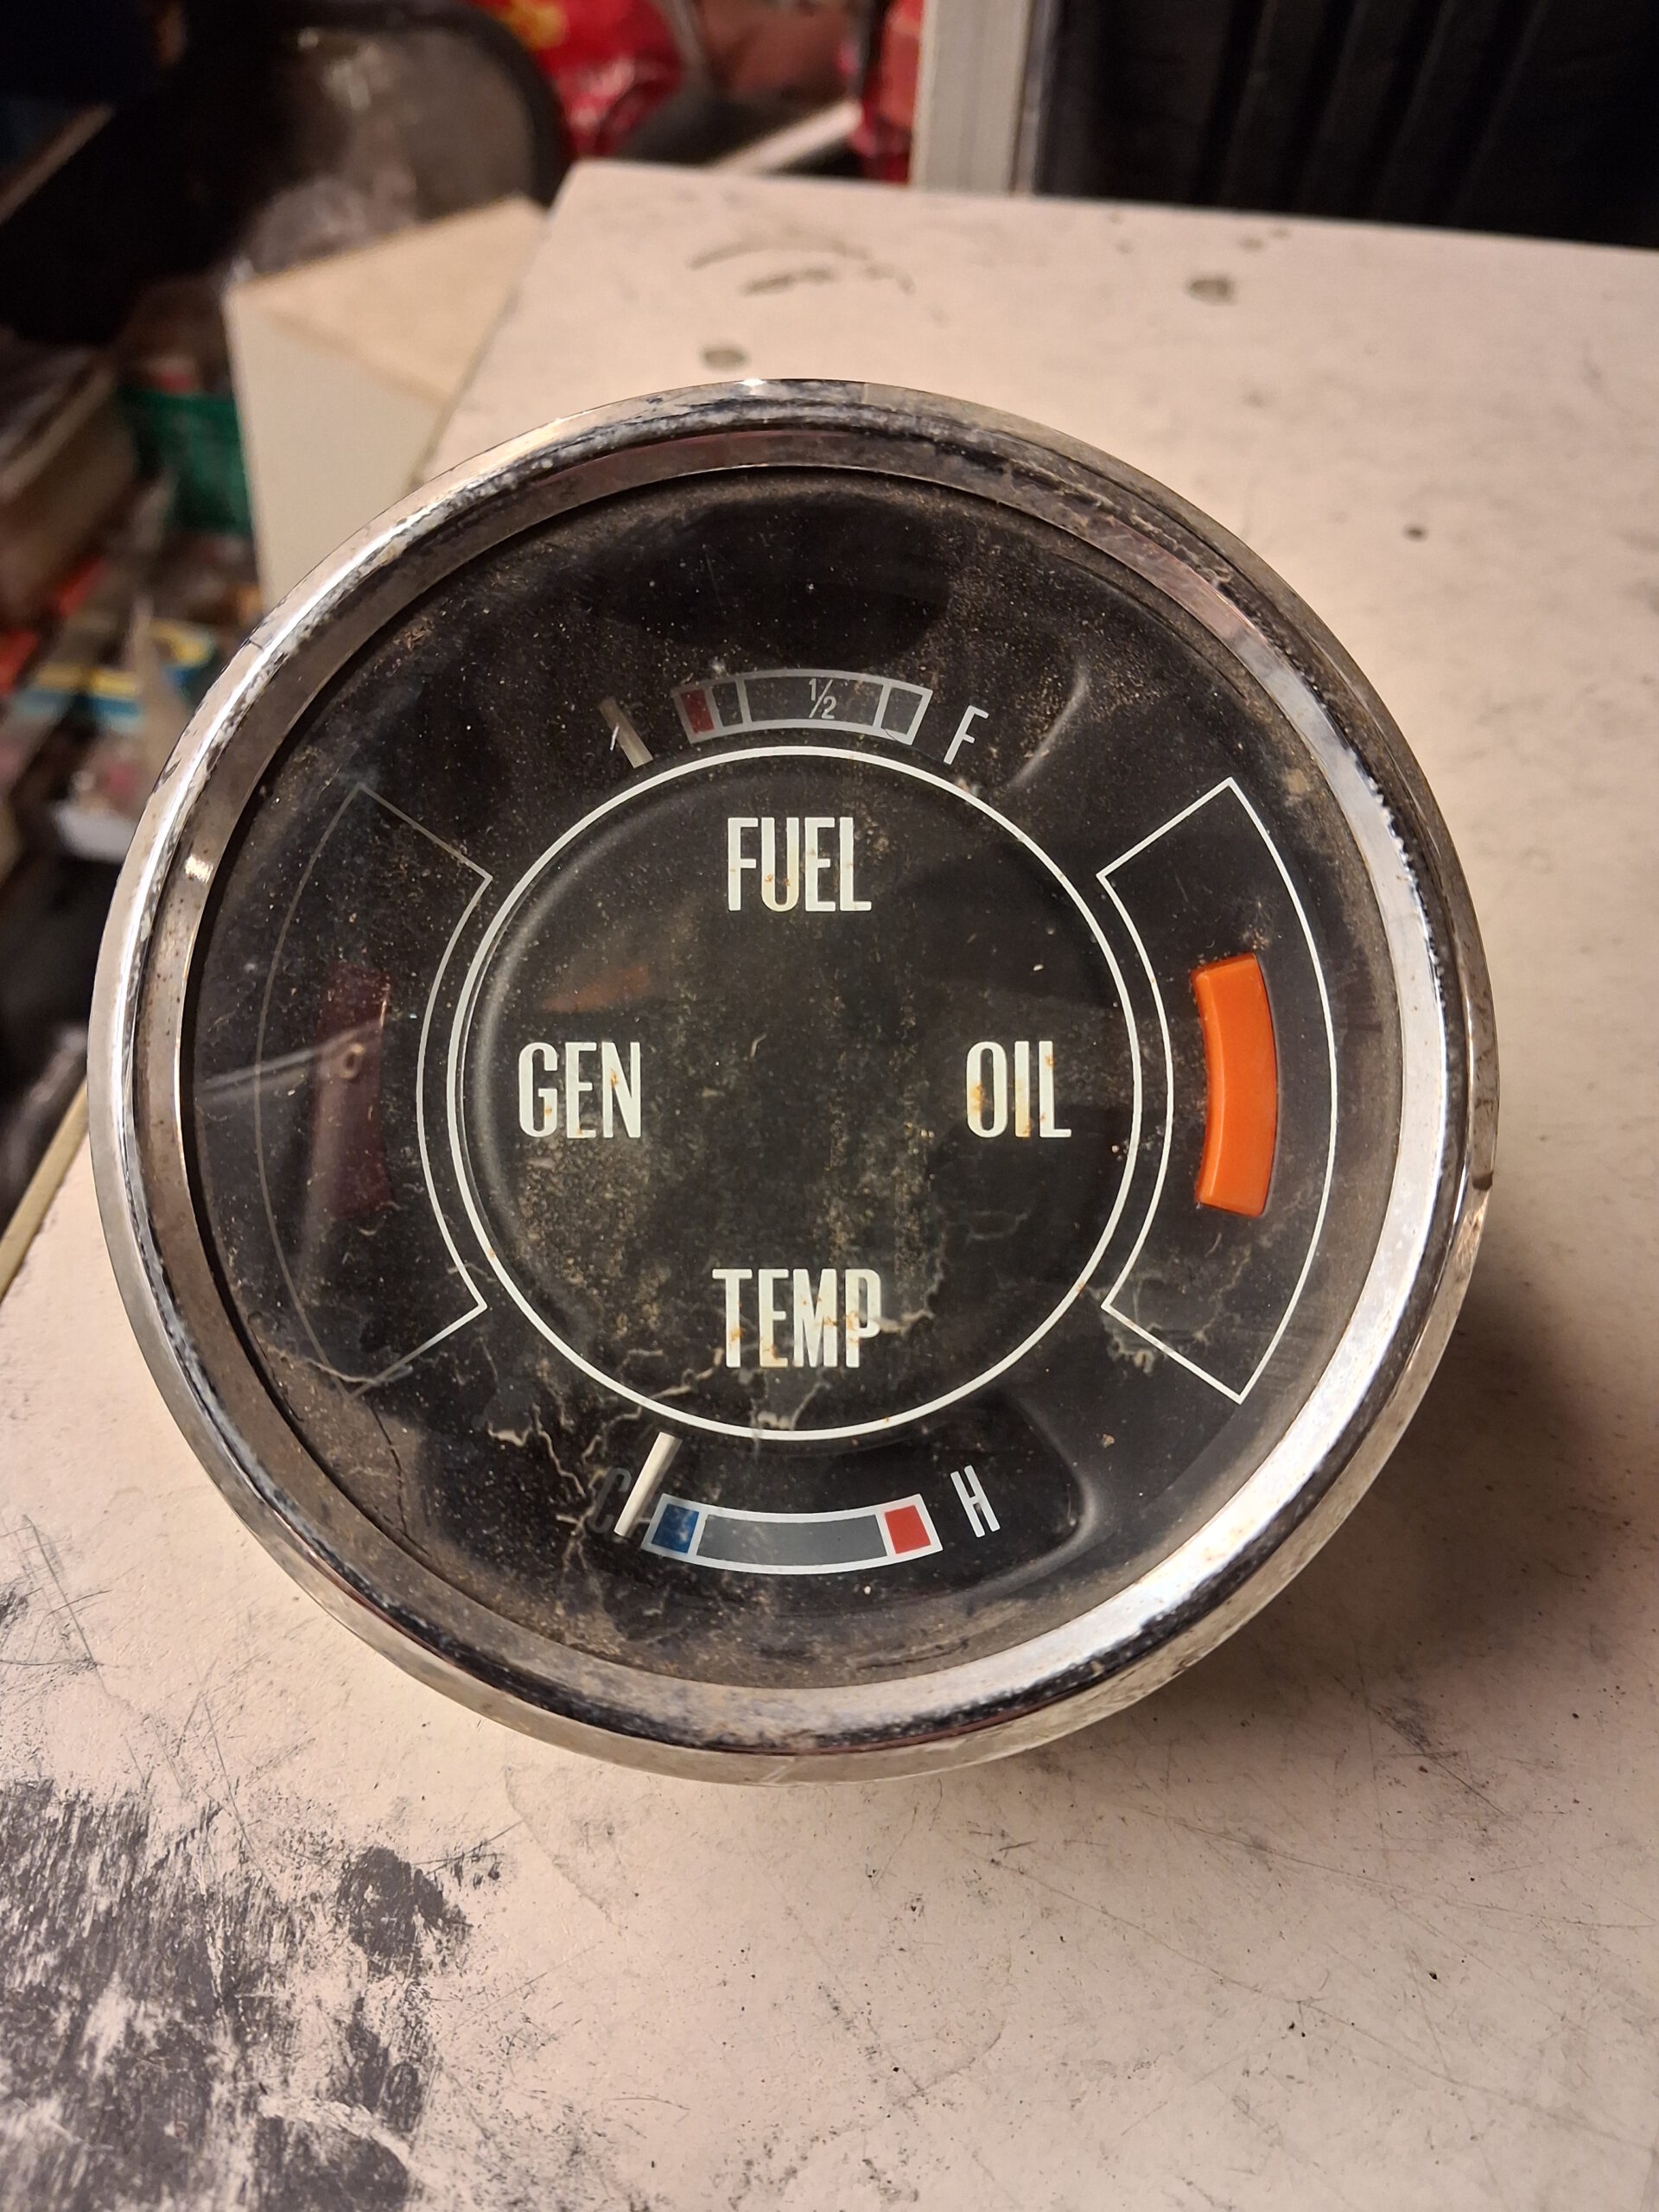 ½ F
FUEL
GEN OIL
TEMP
C H